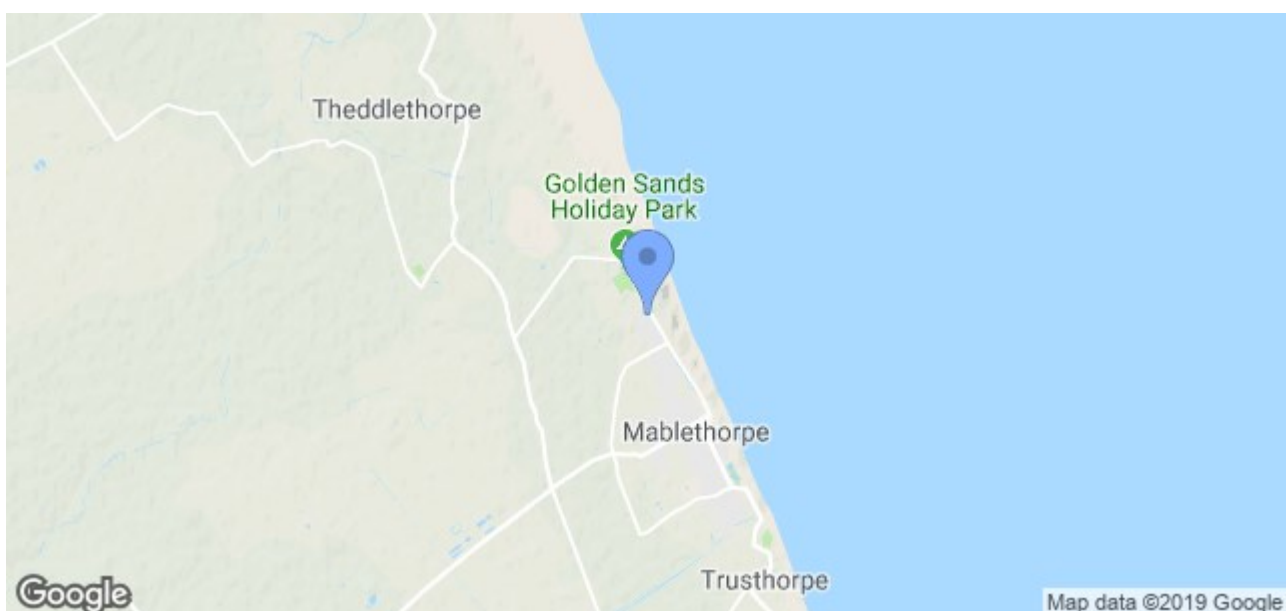 Theddlethorpe
Golden Sands
Holiday Park
Mablethorpe
Trusthorpe
Google
Map data ©2019 Google